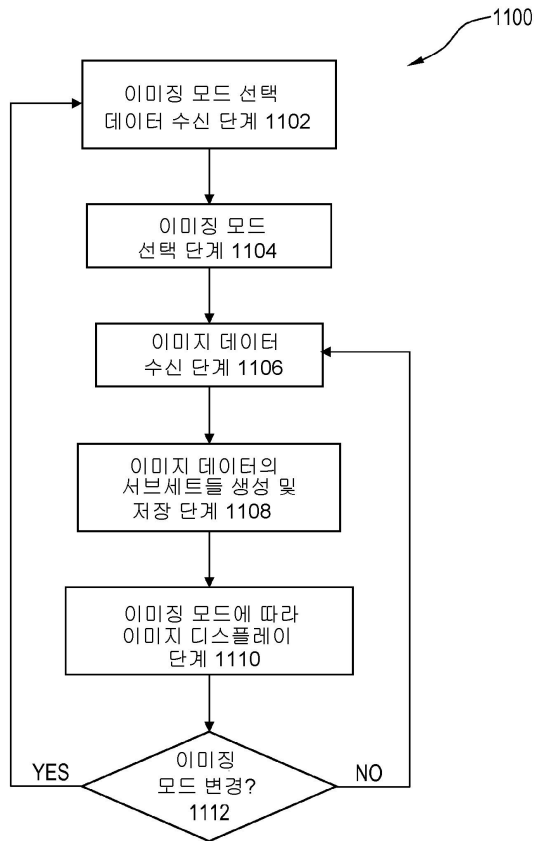 1100
이미징 모드 선택
데이터 수신 단계 1102
이미징 모드
선택 단계 1104
이미지 데이터
수신 단계 1106
이미지 데이터의
서브세트들 생성 및
저장 단계 1108
이미징 모드에 따라
이미지 디스플레이
단계 1110
이미징
모드 변경?
1112
YES
NO